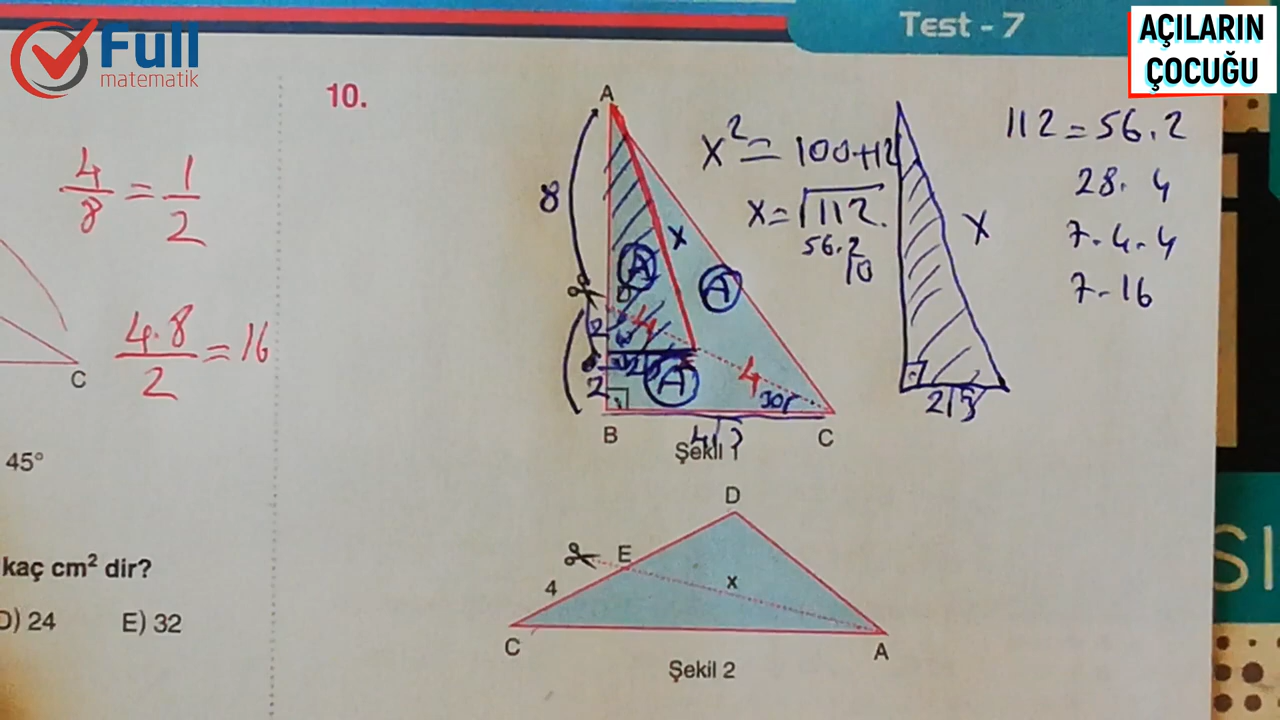 Full
matematik
Test - 7
AÇILARIN
ÇOCUĞU
10.
4/8 = 1/2
4.8/2 = 16
C
45°
kaç cm² dir?
D) 24 E) 32
A
8
x
A
A
4
2
2
A
4
30°
B
C
Şekil 1
x² = 100+12
x = √112
56.2
x
112 = 56.2
28. 4
7.4.4
7.16
D
E
4
x
C
A
Şekil 2
SI